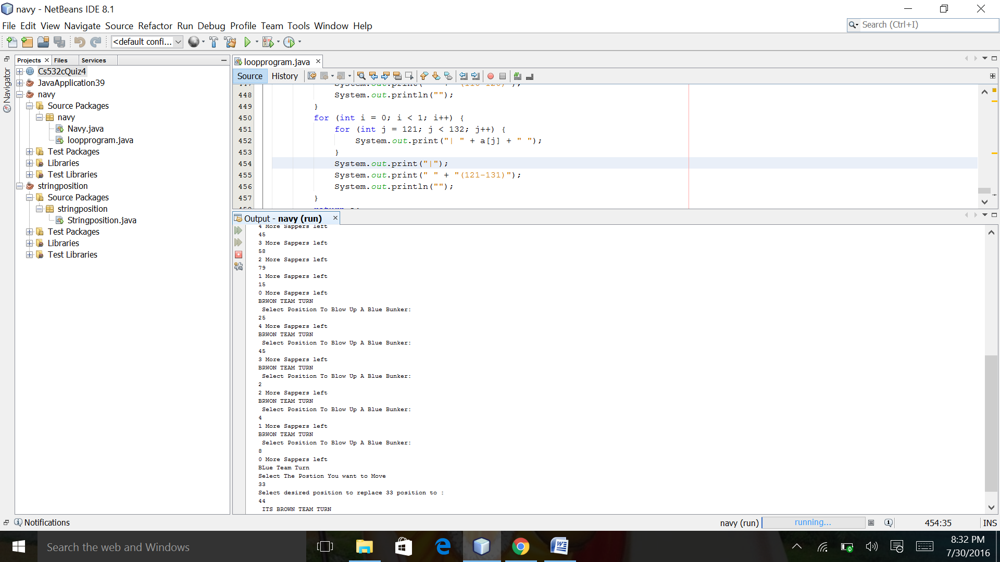 navy - NetBeans IDE 8.1
File Edit View Navigate Source Refactor Run Debug Profile Team Tools Window Help
Search (Ctrl+I)
<default confi...
Projects Files Services
Navigator
Cs532cQuiz4
JavaApplication39
navy
Source Packages
navy
Navy.java
loopprogram.java
Test Packages
Libraries
Test Libraries
stringposition
Source Packages
stringposition
Stringposition.java
Test Packages
Libraries
Test Libraries
loopprogram.java
Source History
448 System.out.println("");
449 }
450 for (int i = 0; i < 1; i++) {
451 for (int j = 121; j < 132; j++) {
452 System.out.print("| " + a[j] + " ");
453 }
454 System.out.print("|");
455 System.out.print(" " + "(121-131)");
456 System.out.println("");
457 }
Output - navy (run)
4 More Sappers left
45
3 More Sappers left
58
2 More Sappers left
79
1 More Sappers left
15
0 More Sappers left
BRWON TEAM TURN
Select Position To Blow Up A Blue Bunker:
25
4 More Sappers left
BRWON TEAM TURN
Select Position To Blow Up A Blue Bunker:
45
3 More Sappers left
BRWON TEAM TURN
Select Position To Blow Up A Blue Bunker:
2
2 More Sappers left
BRWON TEAM TURN
Select Position To Blow Up A Blue Bunker:
4
1 More Sappers left
BRWON TEAM TURN
Select Position To Blow Up A Blue Bunker:
8
0 More Sappers left
BLue Team Turn
Select The Postion You want to Move
33
Select desired position to replace 33 position to :
44
ITS BROWN TEAM TURN
Notifications
navy (run) running... 454:35 INS
Search the web and Windows
8:32 PM
7/30/2016